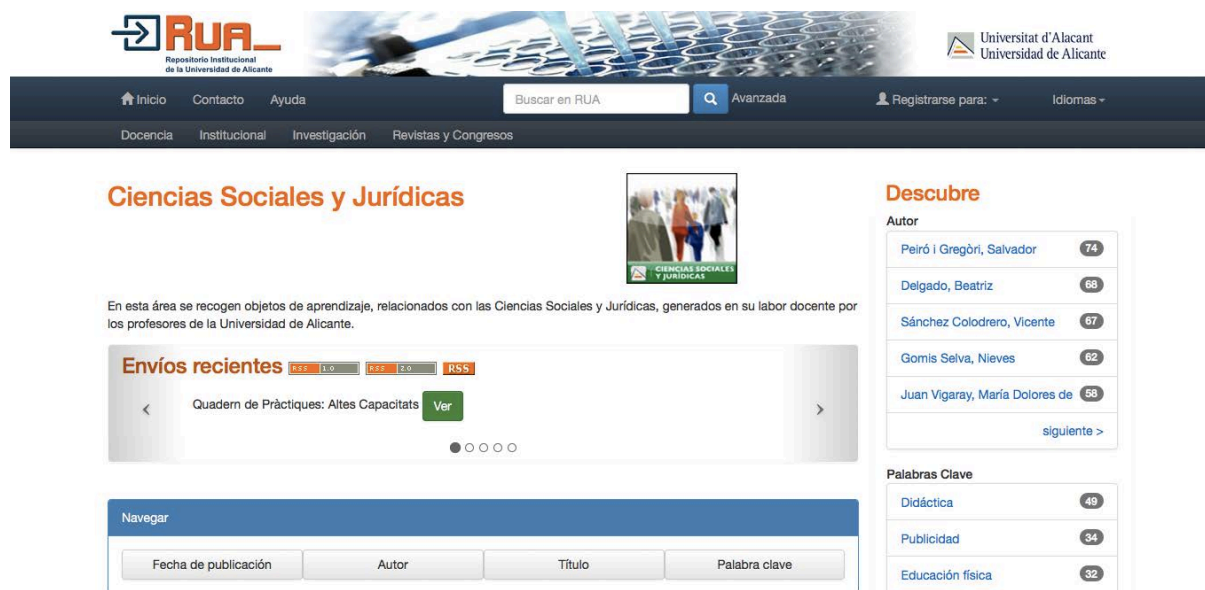 RUA_
Repositorio Institucional
de la Universidad de Alicante
Universitat d'Alacant
Universidad de Alicante
Inicio Contacto Ayuda Buscar en RUA Avanzada Registrarse para: Idiomas
Docencia Institucional Investigación Revistas y Congresos
Ciencias Sociales y Jurídicas
CIENCIAS SOCIALES
Y JURÍDICAS
En esta área se recogen objetos de aprendizaje, relacionados con las Ciencias Sociales y Jurídicas, generados en su labor docente por
los profesores de la Universidad de Alicante.
Envíos recientes RSS 1.0 RSS 2.0 RSS
Quadern de Pràctiques: Altes Capacitats Ver
Navegar
Fecha de publicación Autor Título Palabra clave
Descubre
Autor
Peiró i Gregòri, Salvador 74
Delgado, Beatriz 68
Sánchez Colodrero, Vicente 67
Gomis Selva, Nieves 62
Juan Vigaray, María Dolores de 58
siguiente >
Palabras Clave
Didáctica 49
Publicidad 34
Educación física 32